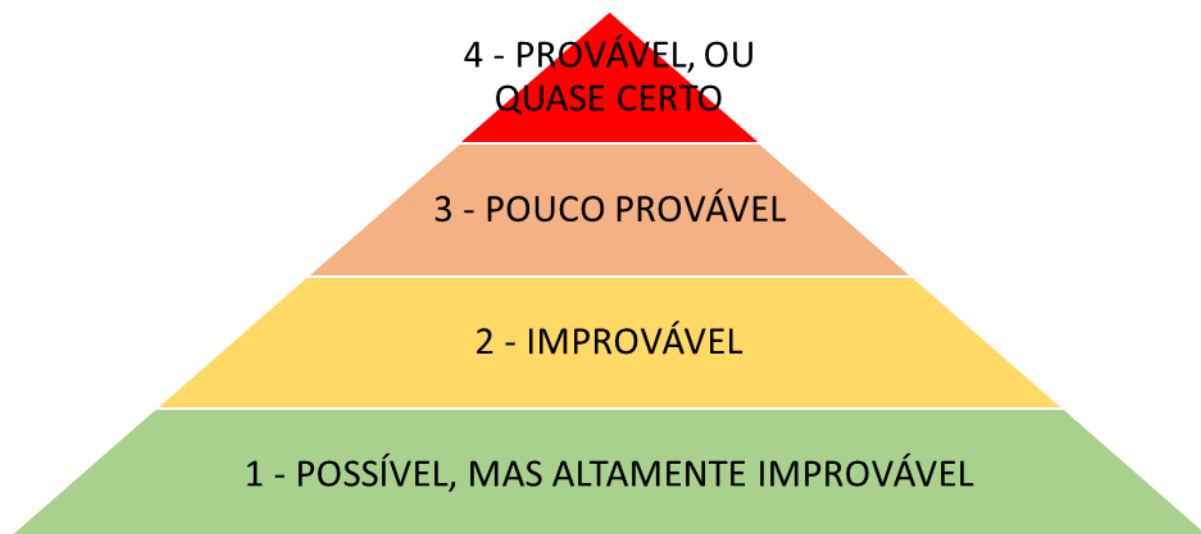 4 - PROVÁVEL, OU
QUASE CERTO
3 - POUCO PROVÁVEL
2 - IMPROVÁVEL
1 - POSSÍVEL, MAS ALTAMENTE IMPROVÁVEL